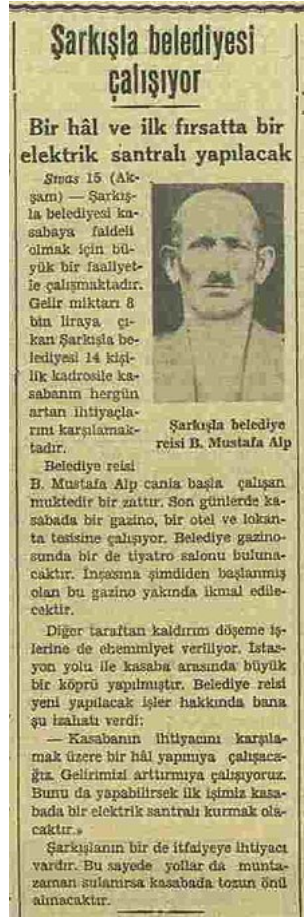 Şarkışla belediyesi
çalışıyor
Bir hâl ve ilk fırsatta bir
elektrik santralı yapılacak
Sıvas 15 (Ak-
şam) — Şarkış-
la belediyesi ka-
sabaya faideli
olmak için bü-
yük bir faaliyet-
le çalışmaktadır.
Gelir miktarı 8
bin liraya çı-
kan Şarkışla be-
lediyesi 14 kişi-
lik kadrosile ka-
sabanın hergün
artan ihtiyaçla-
rını karşılamak-
tadır.
Şarkışla belediye
reisi B. Mustafa Alp
Belediye reisi
B. Mustafa Alp canla başla çalışan
muktedir bir zattır. Son günlerde ka-
sabada bir gazino, bir otel ve lokan-
ta tesisine çalışıyor. Belediye gazino-
sunda bir de tiyatro salonu buluna-
caktır. İnşasına şimdiden başlanmış
olan bu gazino yakında ikmal edile-
cektir.
Diğer taraftan kaldırım döşeme iş-
lerine de ehemmiyet veriliyor. İstas-
yon yolu ile kasaba arasında büyük
bir köprü yapılmıştır. Belediye reisi
yeni yapılacak işler hakkında bana
şu izahatı verdi:
— Kasabanın ihtiyacını karşıla-
mak üzere bir hâl yapmıya çalışaca-
ğız. Gelirimizi arttırmıya çalışıyoruz.
Bunu da yapabilirsek ilk işimiz kasa-
bada bir elektrik santralı kurmak ola-
caktır.»
Şarkışlanın bir de itfaiyeye ihtiyacı
vardır. Bu sayede yollar da munta-
zaman sulanırsa kasabada tozun önü
alınacaktır.